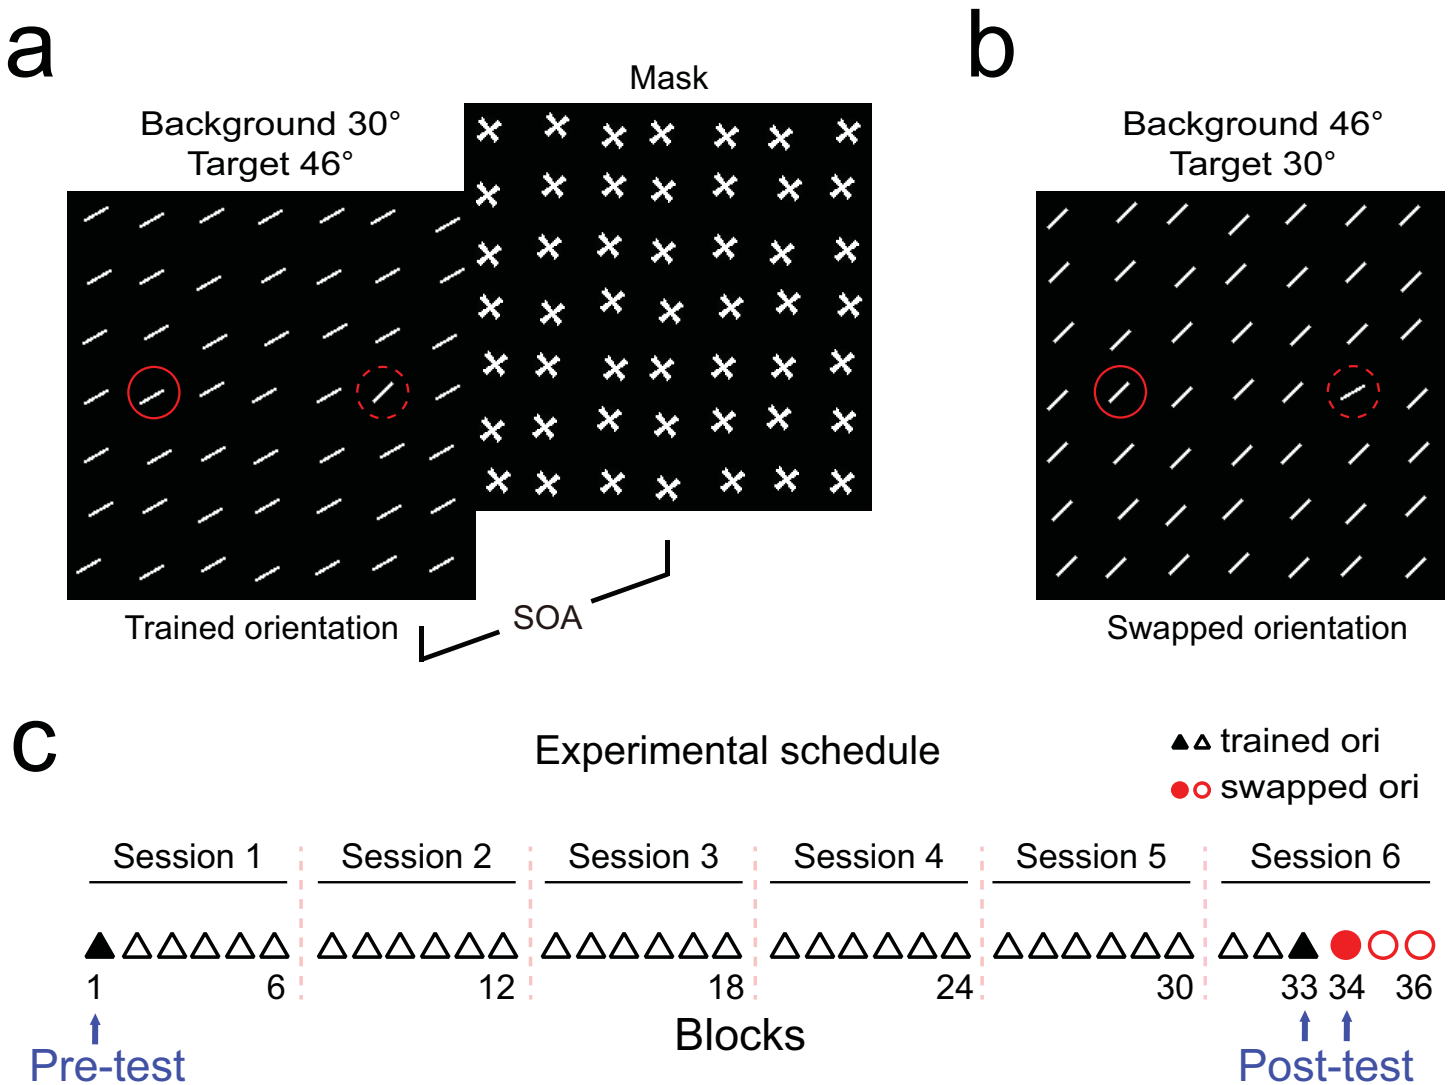 a
Background 30°
Target 46°
Mask
Trained orientation
SOA
b
Background 46°
Target 30°
Swapped orientation
c
Experimental schedule
trained ori
swapped ori
Session 1
Session 2
Session 3
Session 4
Session 5
Session 6
1 6 12 18 24 30 33 34 36
Pre-test
Blocks
Post-test